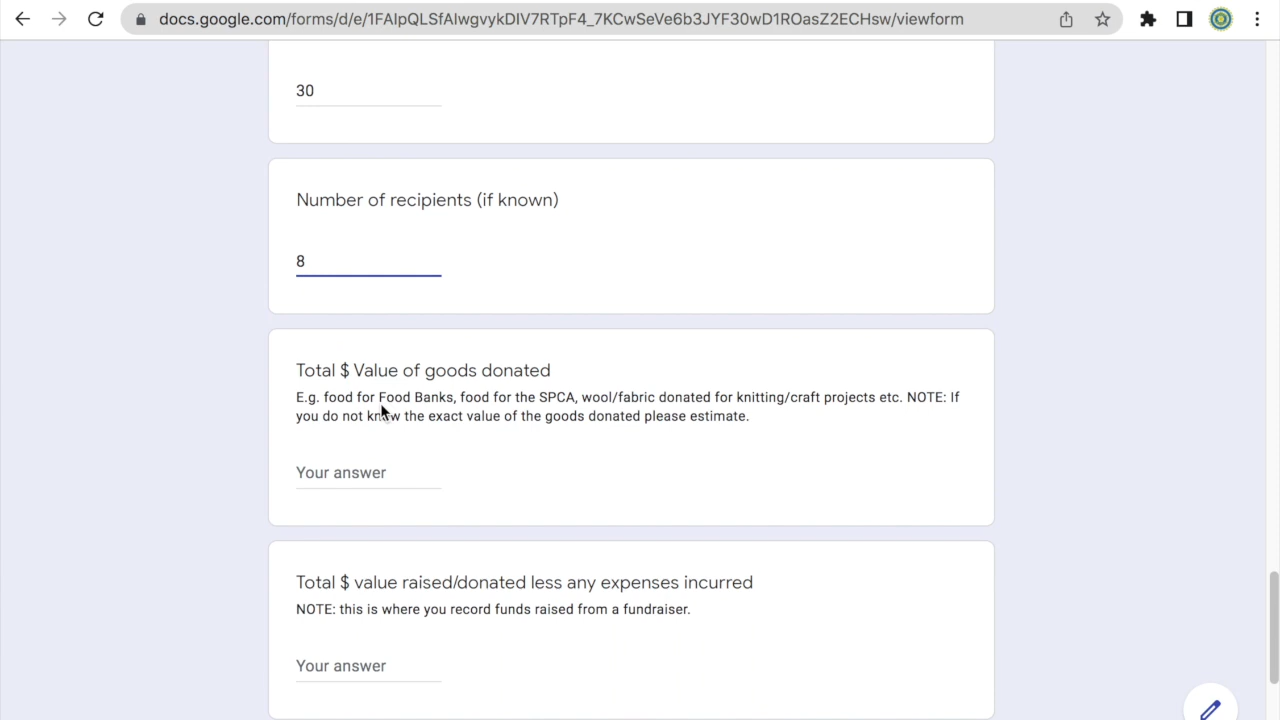 docs.google.com/forms/d/e/1FAIpQLSfAIwgvykDIV7RTpF4_7KCwSeVe6b3JYF30wD1ROasZ2ECHsw/viewform
30
Number of recipients (if known)
8
Total $ Value of goods donated
E.g. food for Food Banks, food for the SPCA, wool/fabric donated for knitting/craft projects etc. NOTE: If
you do not know the exact value of the goods donated please estimate.
Your answer
Total $ value raised/donated less any expenses incurred
NOTE: this is where you record funds raised from a fundraiser.
Your answer